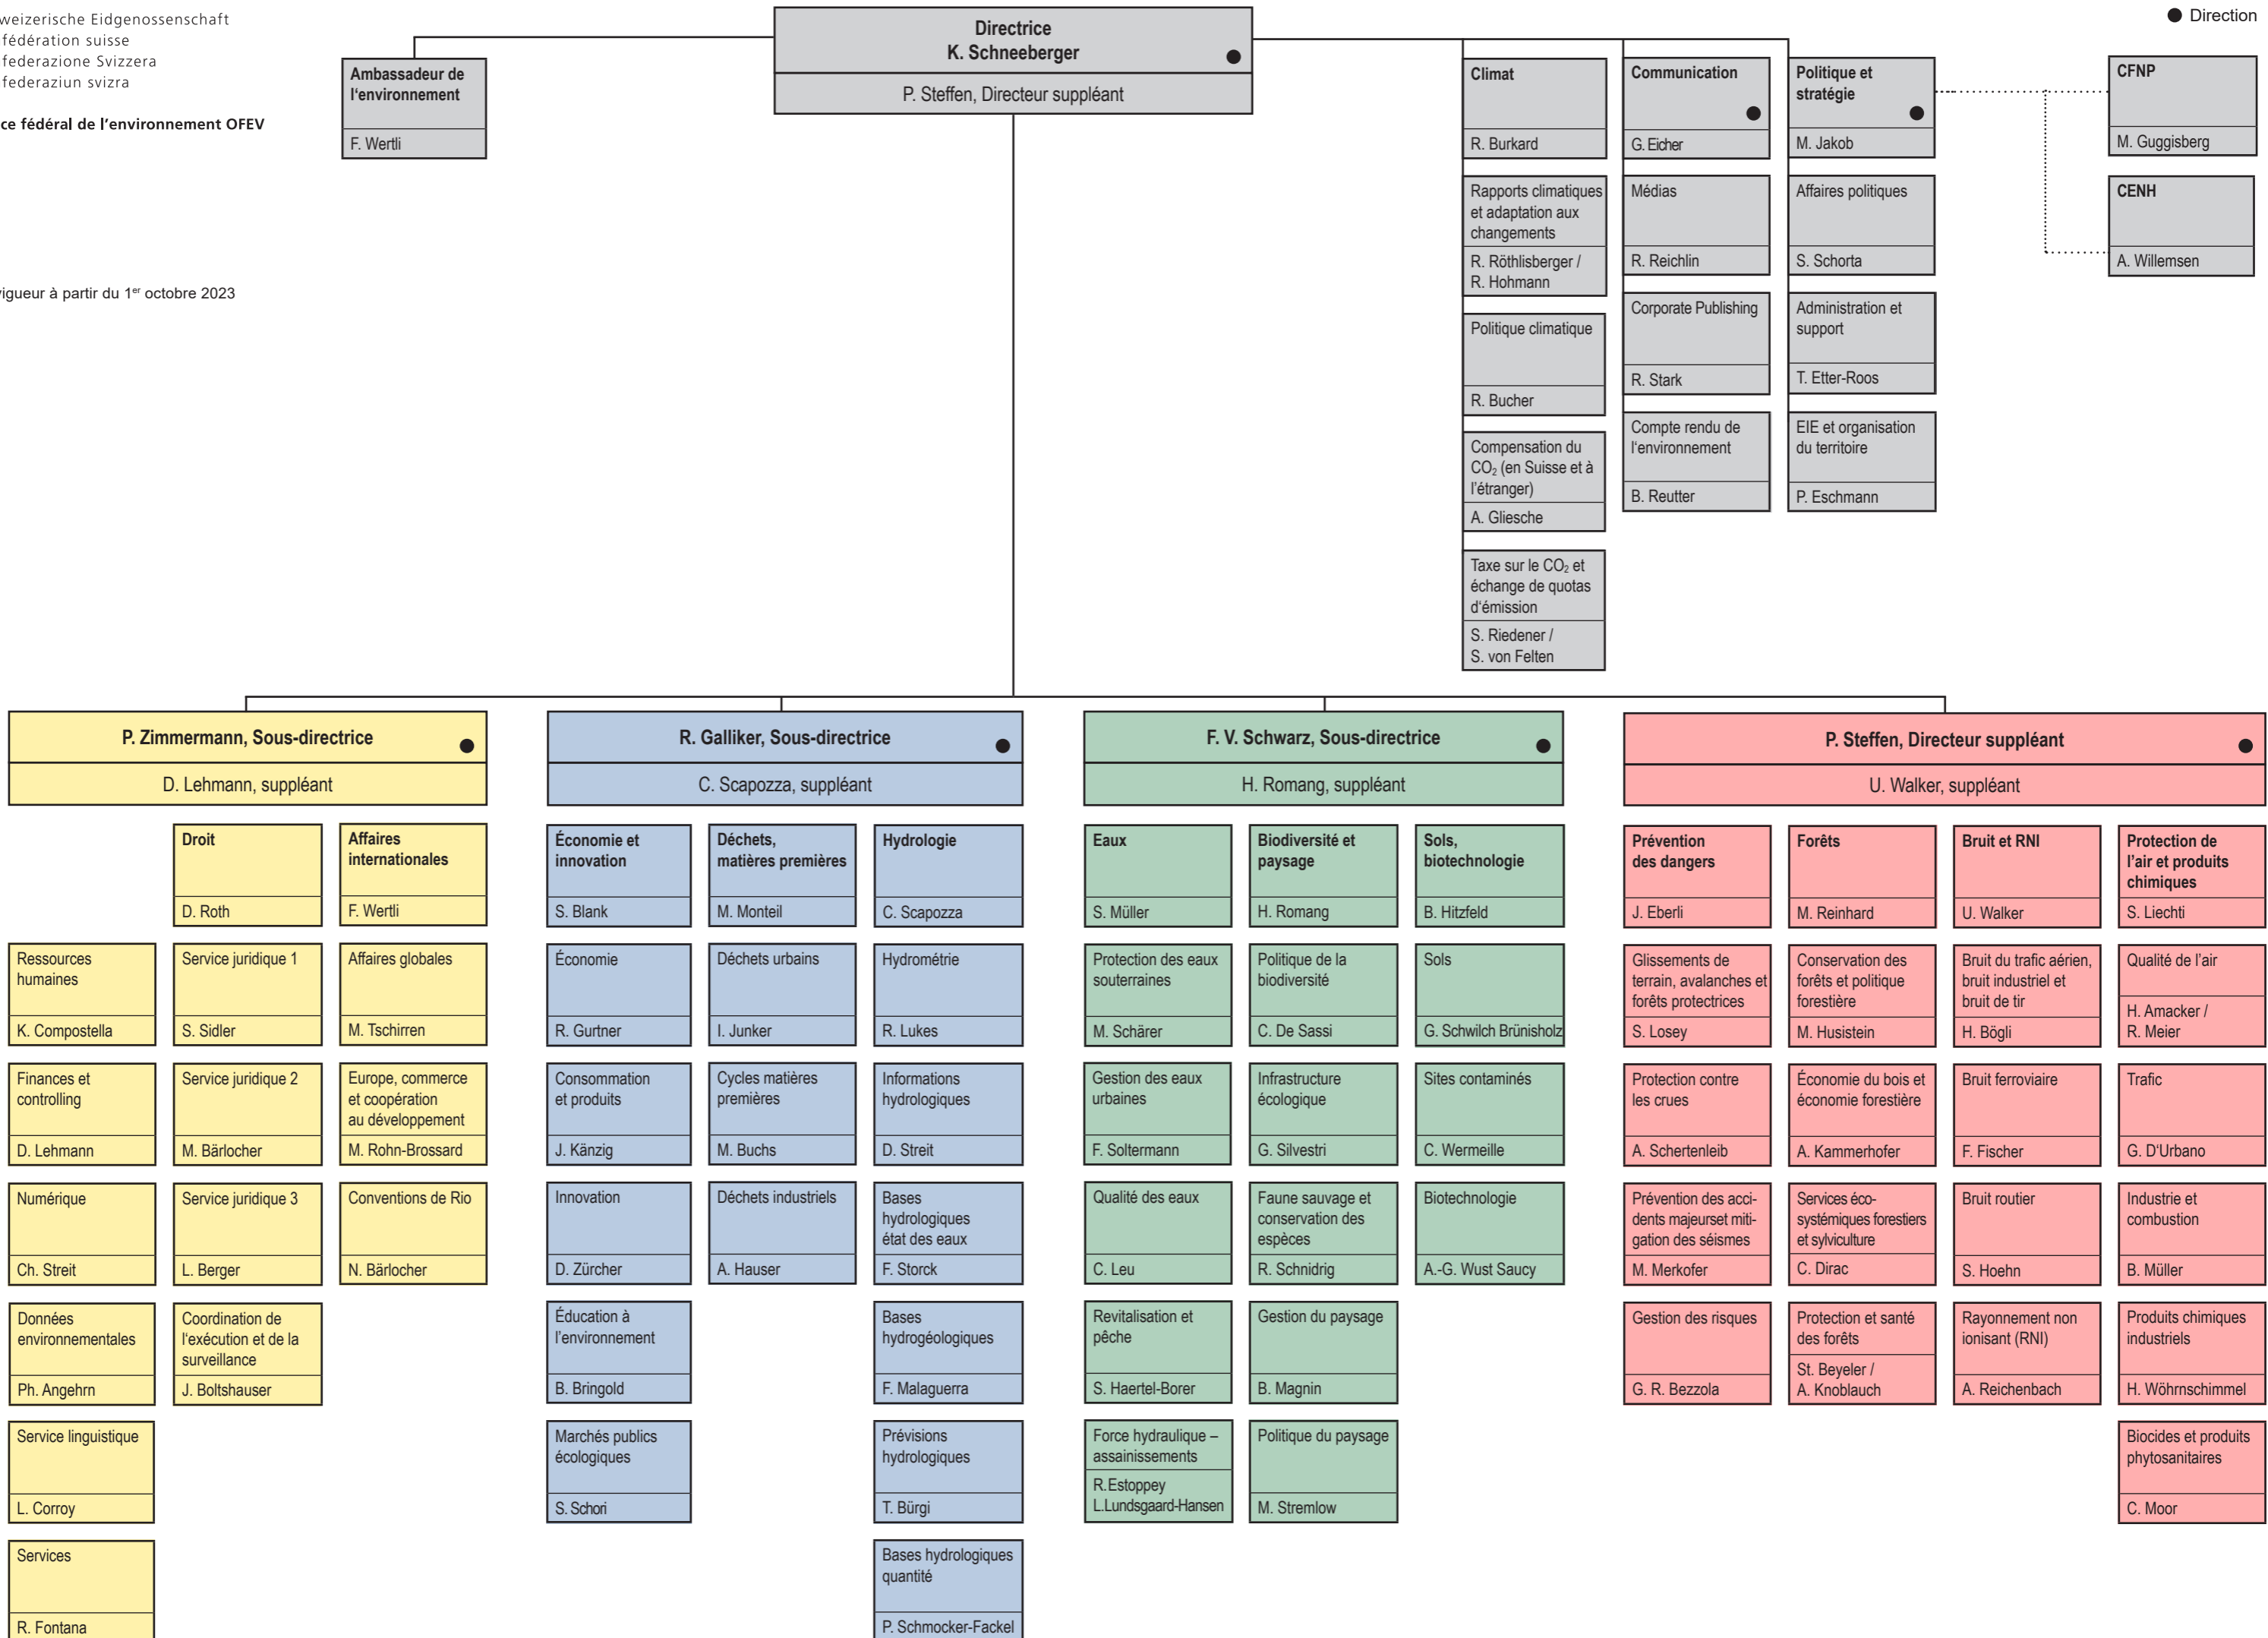 weizerische Eidgenossenschaft
fédération suisse
federazione Svizzera
federaziun svizra
ce fédéral de l'environnement OFEV
vigueur à partir du 1er octobre 2023
Direction
Directrice
K. Schneeberger
P. Steffen, Directeur suppléant
Ambassadeur de
l'environnement
F. Wertli
Climat
R. Burkard
Rapports climatiques
et adaptation aux
changements
R. Röthlisberger /
R. Hohmann
Politique climatique
R. Bucher
Compensation du
CO₂ (en Suisse et à
l'étranger)
A. Gliesche
Taxe sur le CO₂ et
échange de quotas
d'émission
S. Riedener /
S. von Felten
Communication
G. Eicher
Médias
R. Reichlin
Corporate Publishing
R. Stark
Compte rendu de
l'environnement
B. Reutter
Politique et
stratégie
M. Jakob
Affaires politiques
S. Schorta
Administration et
support
T. Etter-Roos
EIE et organisation
du territoire
P. Eschmann
CFNP
M. Guggisberg
CENH
A. Willemsen
P. Zimmermann, Sous-directrice
D. Lehmann, suppléant
Ressources
humaines
K. Compostella
Finances et
controlling
D. Lehmann
Numérique
Ch. Streit
Données
environnementales
Ph. Angehrn
Service linguistique
L. Corroy
Services
R. Fontana
Droit
D. Roth
Service juridique 1
S. Sidler
Service juridique 2
M. Bärlocher
Service juridique 3
L. Berger
Coordination de
l'exécution et de la
surveillance
J. Boltshauser
Affaires
internationales
F. Wertli
Affaires globales
M. Tschirren
Europe, commerce
et coopération
au développement
M. Rohn-Brossard
Conventions de Rio
N. Bärlocher
R. Galliker, Sous-directrice
C. Scapozza, suppléant
Économie et
innovation
S. Blank
Économie
R. Gurtner
Consommation
et produits
J. Känzig
Innovation
D. Zürcher
Éducation à
l'environnement
B. Bringold
Marchés publics
écologiques
S. Schori
Déchets,
matières premières
M. Monteil
Déchets urbains
I. Junker
Cycles matières
premières
M. Buchs
Déchets industriels
A. Hauser
Hydrologie
C. Scapozza
Hydrométrie
R. Lukes
Informations
hydrologiques
D. Streit
Bases
hydrologiques
état des eaux
F. Storck
Bases
hydrogéologiques
F. Malaguerra
Prévisions
hydrologiques
T. Bürgi
Bases hydrologiques
quantité
P. Schmocker-Fackel
F. V. Schwarz, Sous-directrice
H. Romang, suppléant
Eaux
S. Müller
Protection des eaux
souterraines
M. Schärer
Gestion des eaux
urbaines
F. Soltermann
Qualité des eaux
C. Leu
Revitalisation et
pêche
S. Haertel-Borer
Force hydraulique –
assainissements
R.Estoppey
L.Lundsgaard-Hansen
Biodiversité et
paysage
H. Romang
Politique de la
biodiversité
C. De Sassi
Infrastructure
écologique
G. Silvestri
Faune sauvage et
conservation des
espèces
R. Schnidrig
Gestion du paysage
B. Magnin
Politique du paysage
M. Stremlow
Sols,
biotechnologie
B. Hitzfeld
Sols
G. Schwilch Brünisholz
Sites contaminés
C. Wermeille
Biotechnologie
A.-G. Wust Saucy
P. Steffen, Directeur suppléant
U. Walker, suppléant
Prévention
des dangers
J. Eberli
Glissements de
terrain, avalanches et
forêts protectrices
S. Losey
Protection contre
les crues
A. Schertenleib
Prévention des acci-
dents majeurset miti-
gation des séismes
M. Merkofer
Gestion des risques
G. R. Bezzola
Forêts
M. Reinhard
Conservation des
forêts et politique
forestière
M. Husistein
Économie du bois et
économie forestière
A. Kammerhofer
Services éco-
systémiques forestiers
et sylviculture
C. Dirac
Protection et santé
des forêts
St. Beyeler /
A. Knoblauch
Bruit et RNI
U. Walker
Bruit du trafic aérien,
bruit industriel et
bruit de tir
H. Bögli
Bruit ferroviaire
F. Fischer
Bruit routier
S. Hoehn
Rayonnement non
ionisant (RNI)
A. Reichenbach
Protection de
l'air et produits
chimiques
S. Liechti
Qualité de l'air
H. Amacker /
R. Meier
Trafic
G. D'Urbano
Industrie et
combustion
B. Müller
Produits chimiques
industriels
H. Wöhrnschimmel
Biocides et produits
phytosanitaires
C. Moor